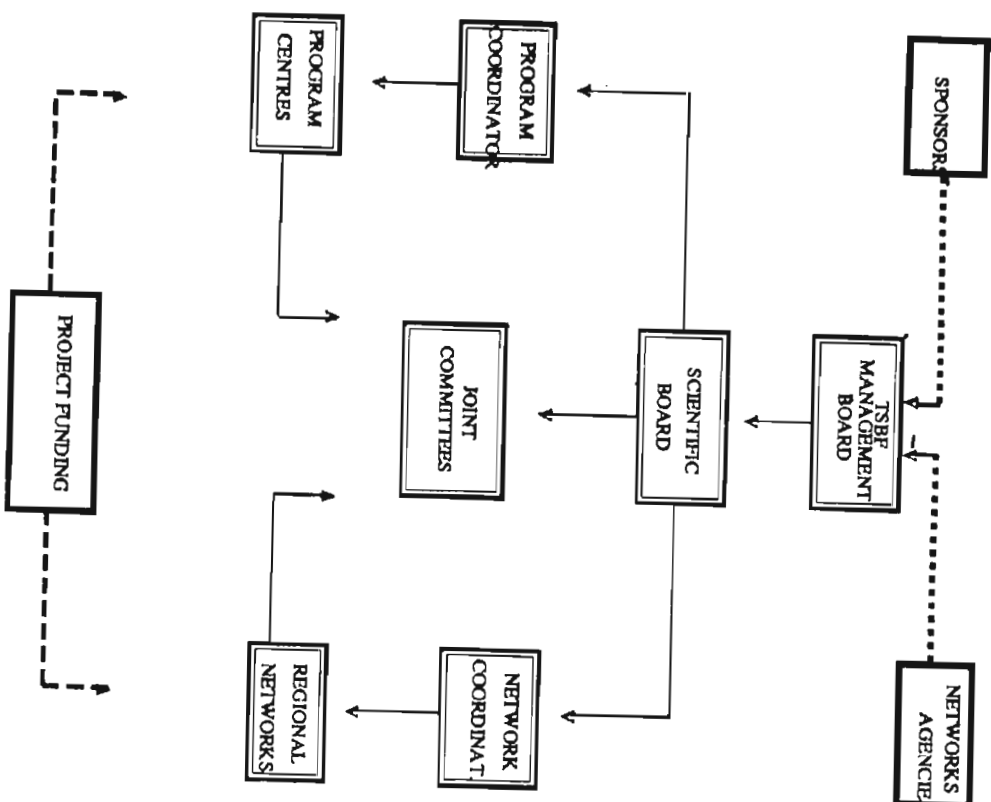 SPONSORS
NETWORKS
AGENCIE
TSBF
MANAGEMENT
BOARD
SCIENTIFIC
BOARD
PROGRAM
COORDINATOR
JOINT
COMMITTEES
NETWORK
COORDINAT.
PROGRAM
CENTRES
REGIONAL
NETWORKS
PROJECT FUNDING